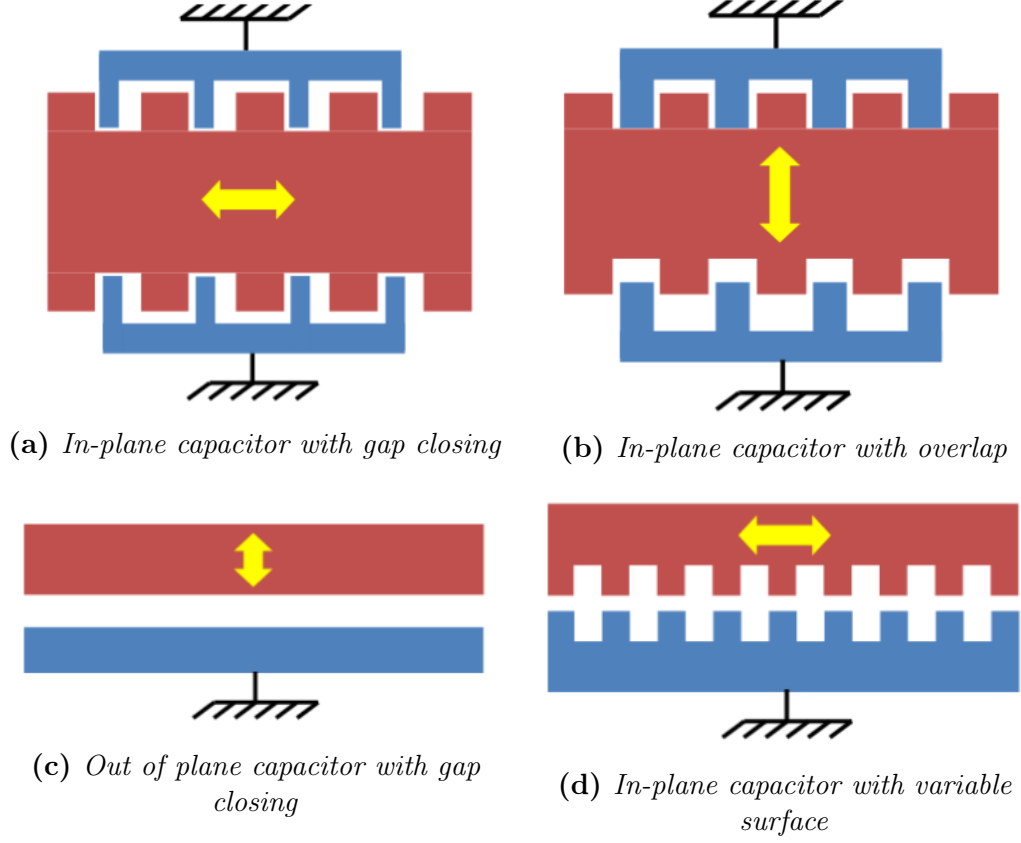 (a) In-plane capacitor with gap closing
(b) In-plane capacitor with overlap
(c) Out of plane capacitor with gap
closing
(d) In-plane capacitor with variable
surface